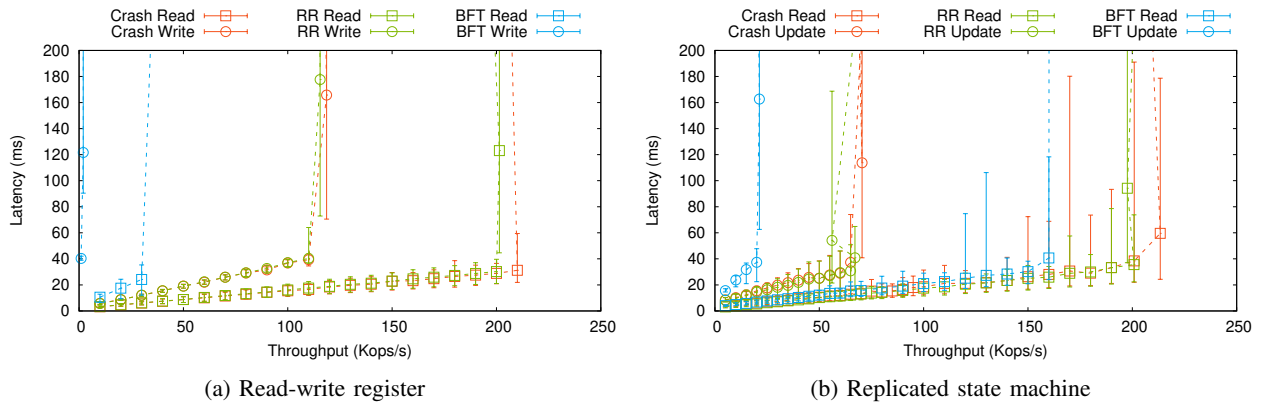 Crash Read RR Read BFT Read
Crash Write RR Write BFT Write
200
180
160
140
120
100
80
60
40
20
0
Latency (ms)
0 50 100 150 200 250
Throughput (Kops/s)
(a) Read-write register
Crash Read RR Read BFT Read
Crash Update RR Update BFT Update
200
180
160
140
120
100
80
60
40
20
0
Latency (ms)
0 50 100 150 200 250
Throughput (Kops/s)
(b) Replicated state machine